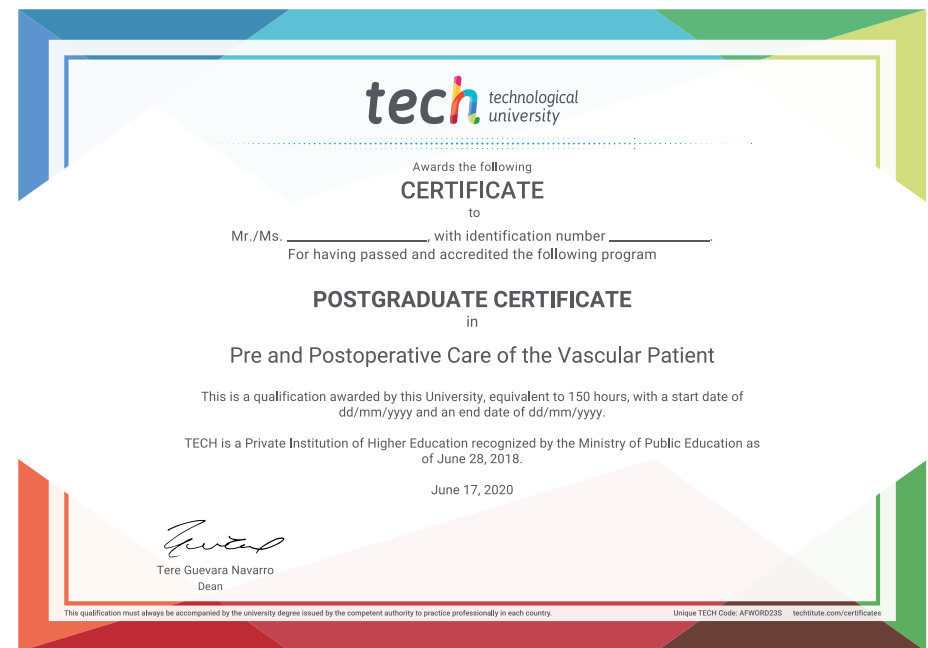 tech technological
university
Awards the following
CERTIFICATE
to
Mr./Ms. ____________________, with identification number ______________.
For having passed and accredited the following program
POSTGRADUATE CERTIFICATE
in
Pre and Postoperative Care of the Vascular Patient
This is a qualification awarded by this University, equivalent to 150 hours, with a start date of
dd/mm/yyyy and an end date of dd/mm/yyyy.
TECH is a Private Institution of Higher Education recognized by the Ministry of Public Education as
of June 28, 2018.
June 17, 2020
Tere Guevara Navarro
Dean
This qualification must always be accompanied by the university degree issued by the competent authority to practice professionally in each country.
Unique TECH Code: AFWORD23S techtitute.com/certificates